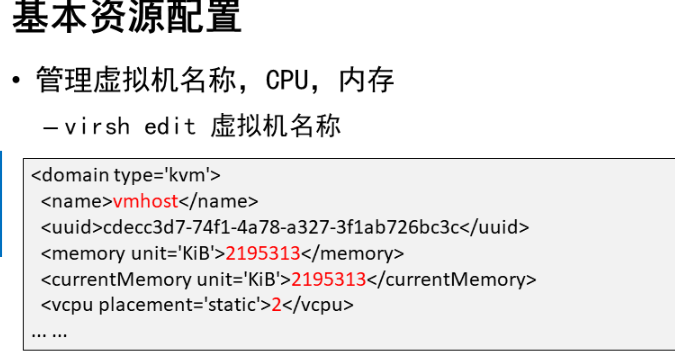 基本资源配置
• 管理虚拟机名称，CPU，内存
– virsh edit 虚拟机名称
<domain type='kvm'>
<name>vmhost</name>
<uuid>cdecc3d7-74f1-4a78-a327-3f1ab726bc3c</uuid>
<memory unit='KiB'>2195313</memory>
<currentMemory unit='KiB'>2195313</currentMemory>
<vcpu placement='static'>2</vcpu>
... ...